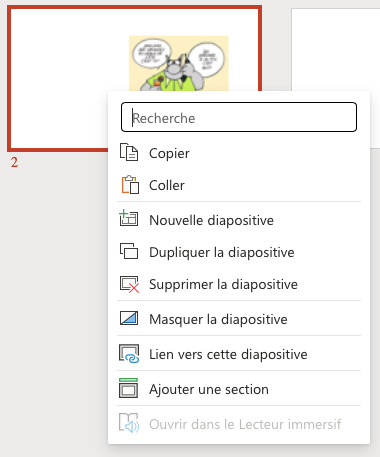 2
Recherche
Copier
Coller
Nouvelle diapositive
Dupliquer la diapositive
Supprimer la diapositive
Masquer la diapositive
Lien vers cette diapositive
Ajouter une section
Ouvrir dans le Lecteur immersif